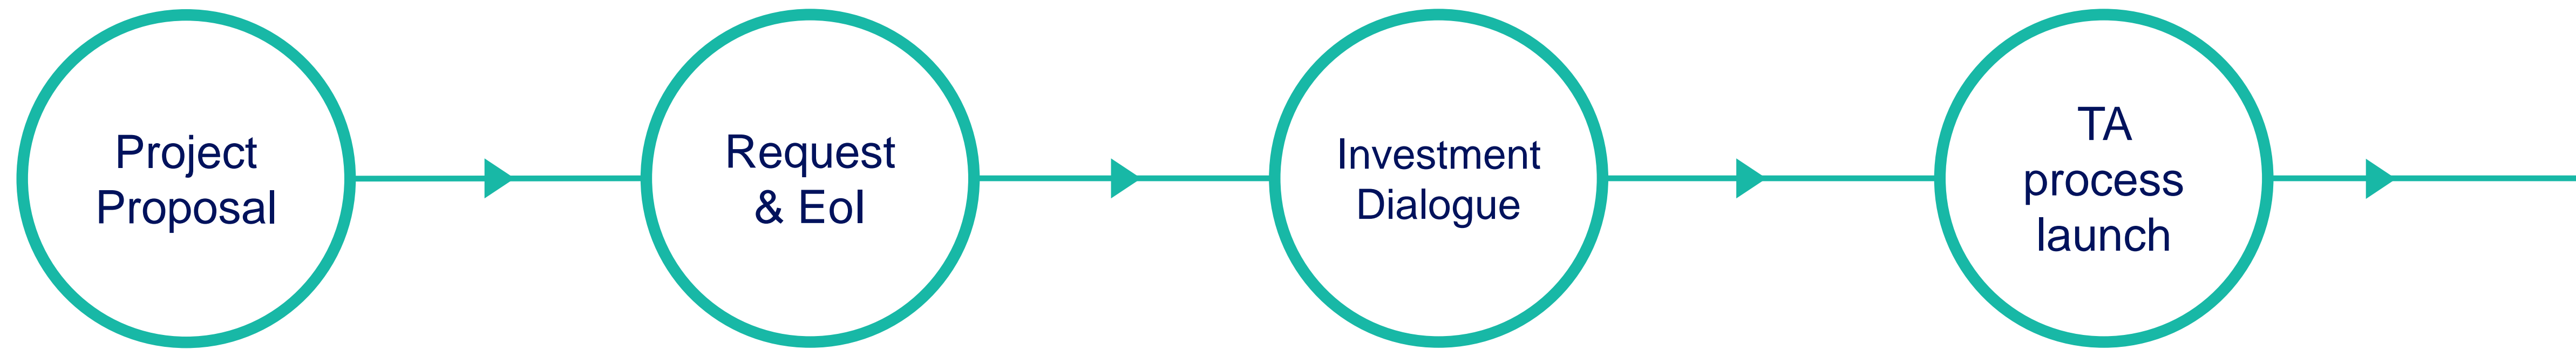 Project
Proposal
Request
& EoI
Investment
Dialogue
TA
process
launch